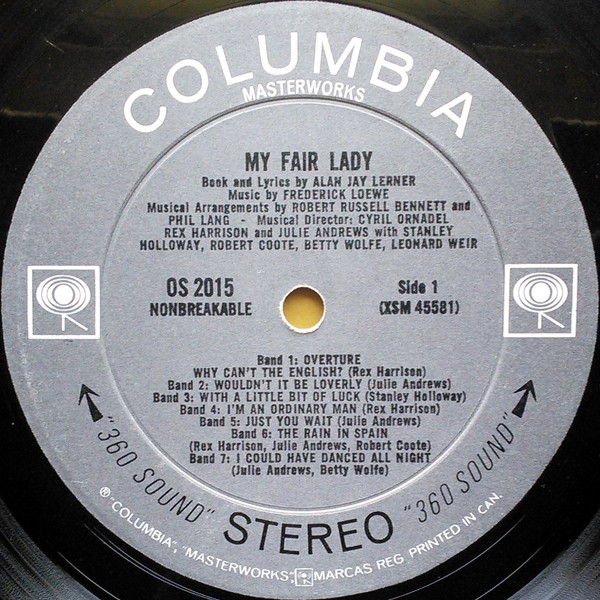 COLUMBIA
MASTERWORKS
MY FAIR LADY
Book and Lyrics by ALAN JAY LERNER
Music by FREDERICK LOEWE
Musical Arrangements by ROBERT RUSSELL BENNETT and
PHIL LANG - Musical Director: CYRIL ORNADEL
REX HARRISON and JULIE ANDREWS with STANLEY
HOLLOWAY, ROBERT COOTE, BETTY WOLFE, LEONARD WEIR
OS 2015
NONBREAKABLE
Side 1
(XSM 45581)
Band 1: OVERTURE
WHY CAN'T THE ENGLISH? (Rex Harrison)
Band 2: WOULDN'T IT BE LOVERLY (Julie Andrews)
Band 3: WITH A LITTLE BIT OF LUCK (Stanley Holloway)
Band 4: I'M AN ORDINARY MAN (Rex Harrison)
Band 5: JUST YOU WAIT (Julie Andrews)
Band 6: THE RAIN IN SPAIN
(Rex Harrison, Julie Andrews, Robert Coote)
Band 7: I COULD HAVE DANCED ALL NIGHT
(Julie Andrews, Betty Wolfe)
"360 SOUND" STEREO "360 SOUND"
® "COLUMBIA", "MASTERWORKS", MARCAS REG. PRINTED IN CAN.